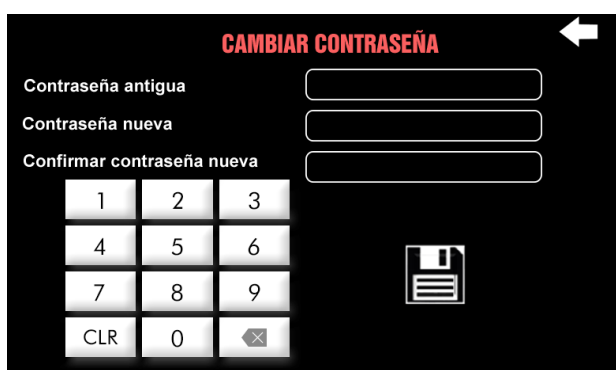 CAMBIAR CONTRASEÑA
Contraseña antigua
Contraseña nueva
Confirmar contraseña nueva
1 2 3
4 5 6
7 8 9
CLR 0